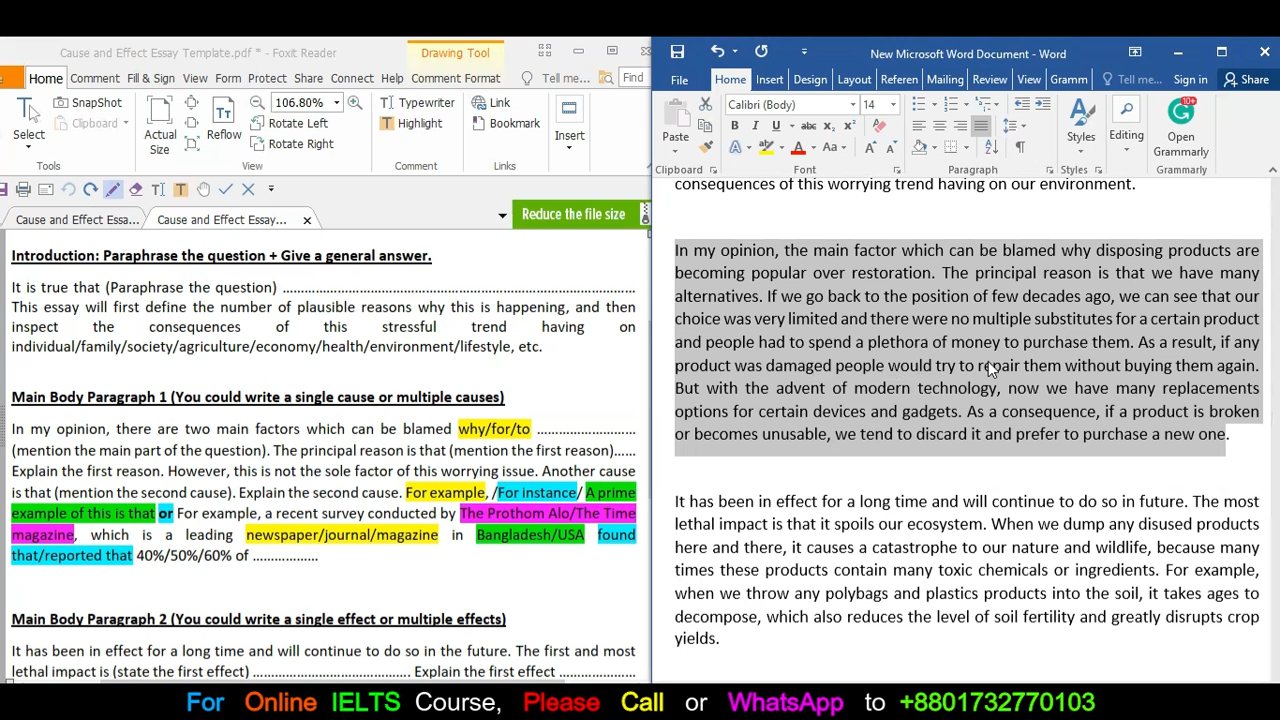 Cause and Effect Essay Template.pdf * - Foxit Reader
Drawing Tool
New Microsoft Word Document - Word
Home Comment Fill & Sign View Form Protect Share Connect Help Comment Format Tell me... Find
File Home Insert Design Layout Referen Mailing Review View Gramm Tell me... Sign in Share
SnapShot
Clipboard
Select
Actual Size
Reflow
106.80%
Rotate Left
Rotate Right
Typewriter
Highlight
Link
Bookmark
Insert
Tools View Comment Links
Paste
Calibri (Body) 14
B I U abc x₂ x²
A Aa A A
Styles
Editing
10+
Open Grammarly
Clipboard Font Paragraph Styles Grammarly
Cause and Effect Essa...
Cause and Effect Essay...
Reduce the file size
Introduction: Paraphrase the question + Give a general answer.
It is true that (Paraphrase the question) ....................................................................................
This essay will first define the number of plausible reasons why this is happening, and then
inspect the consequences of this stressful trend having on
individual/family/society/agriculture/economy/health/environment/lifestyle, etc.
Main Body Paragraph 1 (You could write a single cause or multiple causes)
In my opinion, there are two main factors which can be blamed why/for/to ........................
(mention the main part of the question). The principal reason is that (mention the first reason)......
Explain the first reason. However, this is not the sole factor of this worrying issue. Another cause
is that (mention the second cause). Explain the second cause. For example, /For instance/ A prime
example of this is that or For example, a recent survey conducted by The Prothom Alo/The Time
magazine, which is a leading newspaper/journal/magazine in Bangladesh/USA found
that/reported that 40%/50%/60% of ..................
Main Body Paragraph 2 (You could write a single effect or multiple effects)
It has been in effect for a long time and will continue to do so in the future. The first and most
lethal impact is (state the first effect) ........................................... Explain the first effect .....................
consequences of this worrying trend having on our environment.
In my opinion, the main factor which can be blamed why disposing products are
becoming popular over restoration. The principal reason is that we have many
alternatives. If we go back to the position of few decades ago, we can see that our
choice was very limited and there were no multiple substitutes for a certain product
and people had to spend a plethora of money to purchase them. As a result, if any
product was damaged people would try to repair them without buying them again.
But with the advent of modern technology, now we have many replacements
options for certain devices and gadgets. As a consequence, if a product is broken
or becomes unusable, we tend to discard it and prefer to purchase a new one.
It has been in effect for a long time and will continue to do so in future. The most
lethal impact is that it spoils our ecosystem. When we dump any disused products
here and there, it causes a catastrophe to our nature and wildlife, because many
times these products contain many toxic chemicals or ingredients. For example,
when we throw any polybags and plastics products into the soil, it takes ages to
decompose, which also reduces the level of soil fertility and greatly disrupts crop
yields.
For Online IELTS Course, Please Call or WhatsApp to +8801732770103